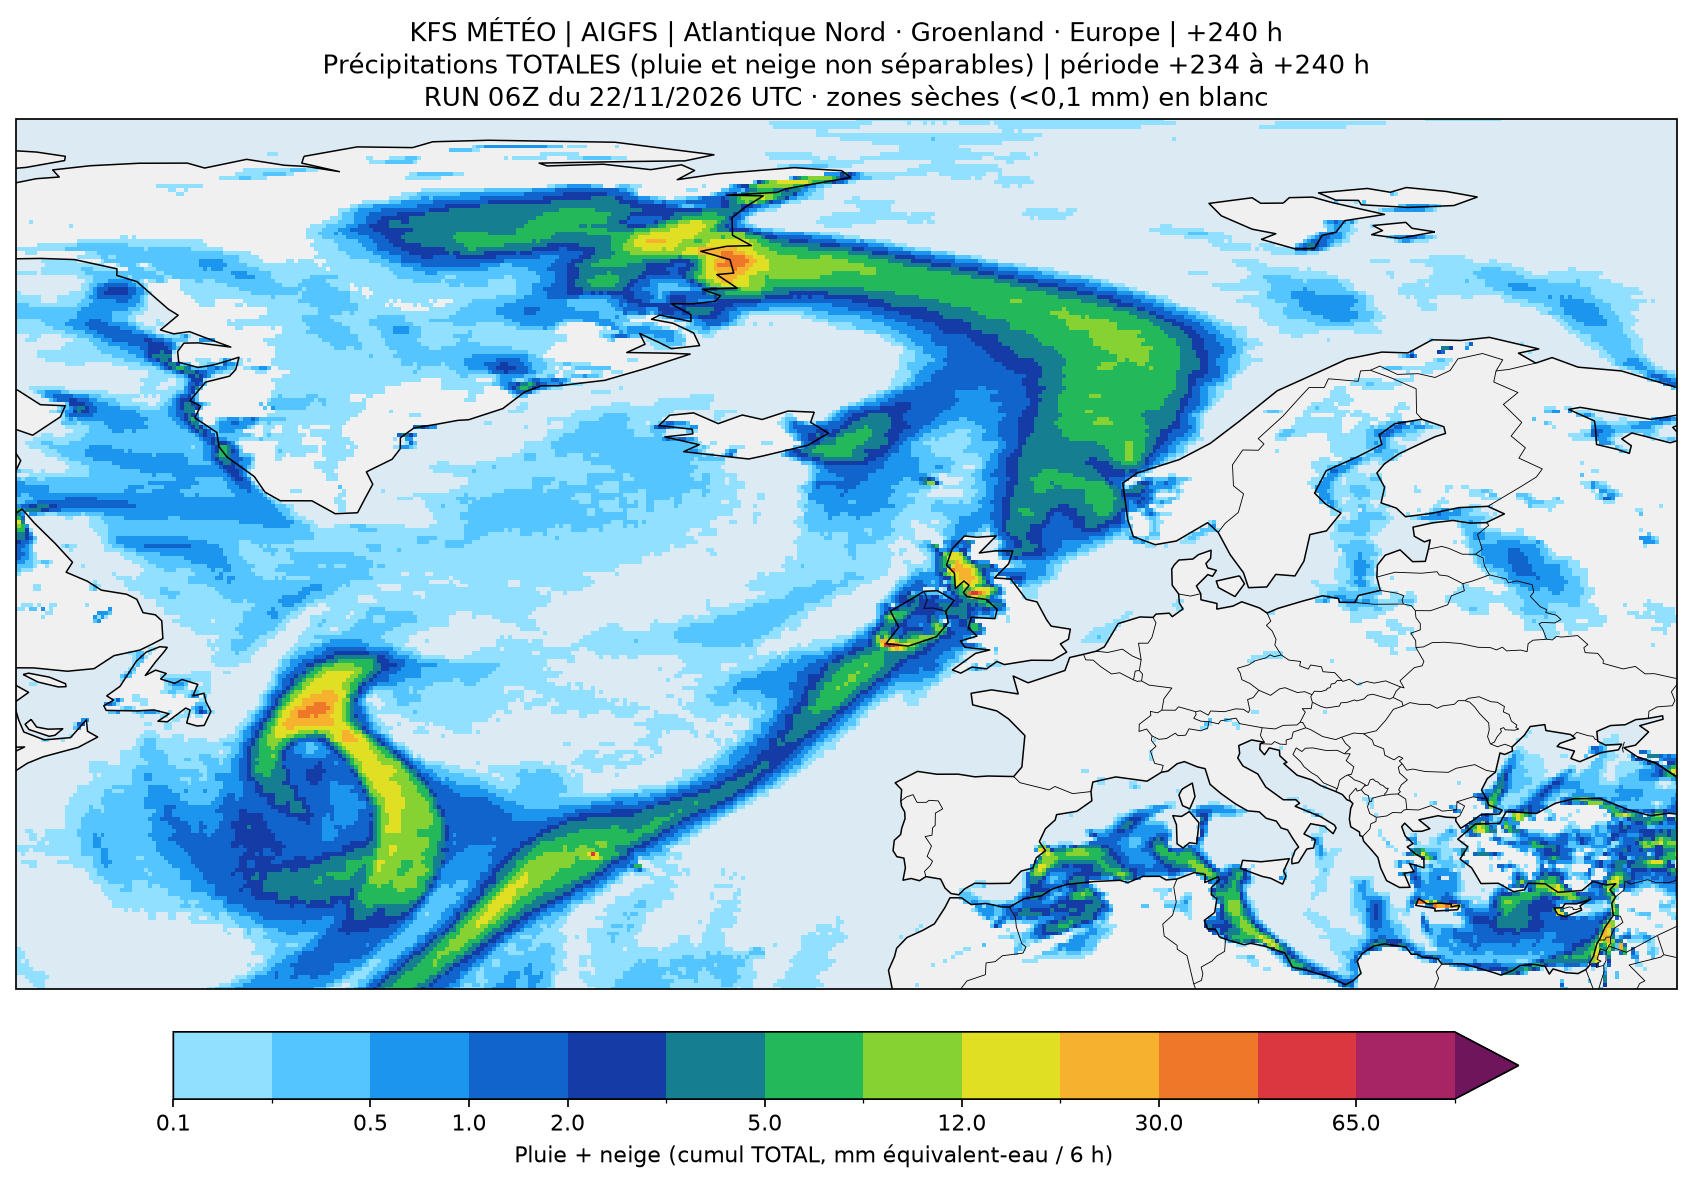 KFS MÉTÉO | AIGFS | Atlantique Nord · Groenland · Europe | +240 h
Précipitations TOTALES (pluie et neige non séparables) | période +234 à +240 h
RUN 06Z du 22/11/2026 UTC · zones sèches (<0,1 mm) en blanc
0.1 0.5 1.0 2.0 5.0 12.0 30.0 65.0
Pluie + neige (cumul TOTAL, mm équivalent-eau / 6 h)